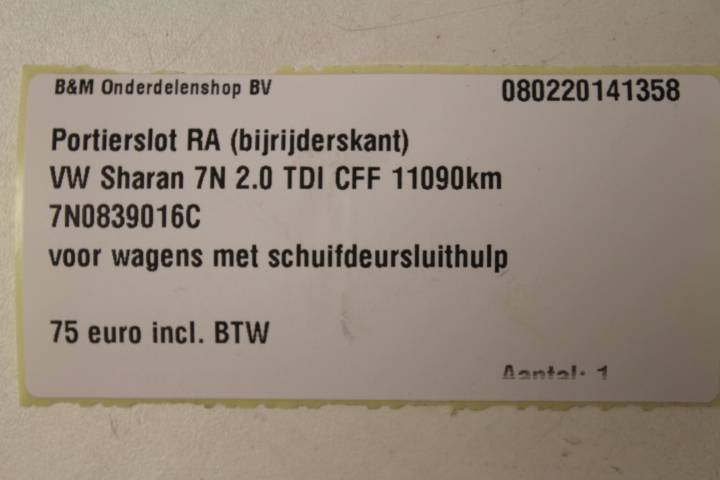 B&M Onderdelenshop BV 080220141358
Portierslot RA (bijrijderskant)
VW Sharan 7N 2.0 TDI CFF 11090km
7N0839016C
voor wagens met schuifdeursluithulp
75 euro incl. BTW
Aantal: 1